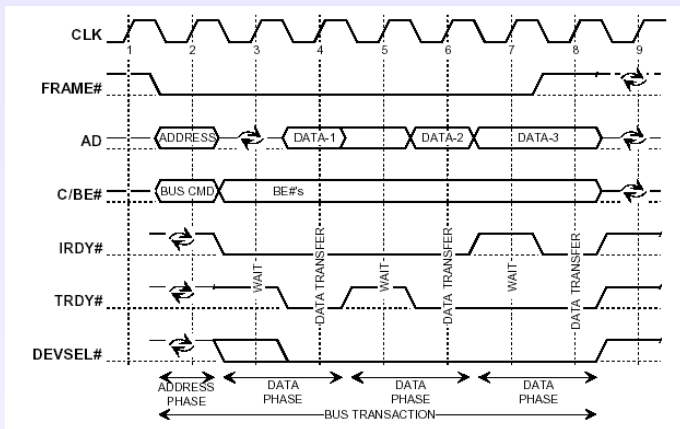 CLK
1 2 3 4 5 6 7 8 9
FRAME#
AD
ADDRESS DATA-1 DATA-2 DATA-3
C/BE#
BUS CMD BE#'s
IRDY#
WAIT DATA TRANSFER WAIT DATA TRANSFER WAIT DATA TRANSFER
TRDY#
DEVSEL#
ADDRESS
PHASE
DATA
PHASE
DATA
PHASE
DATA
PHASE
BUS TRANSACTION